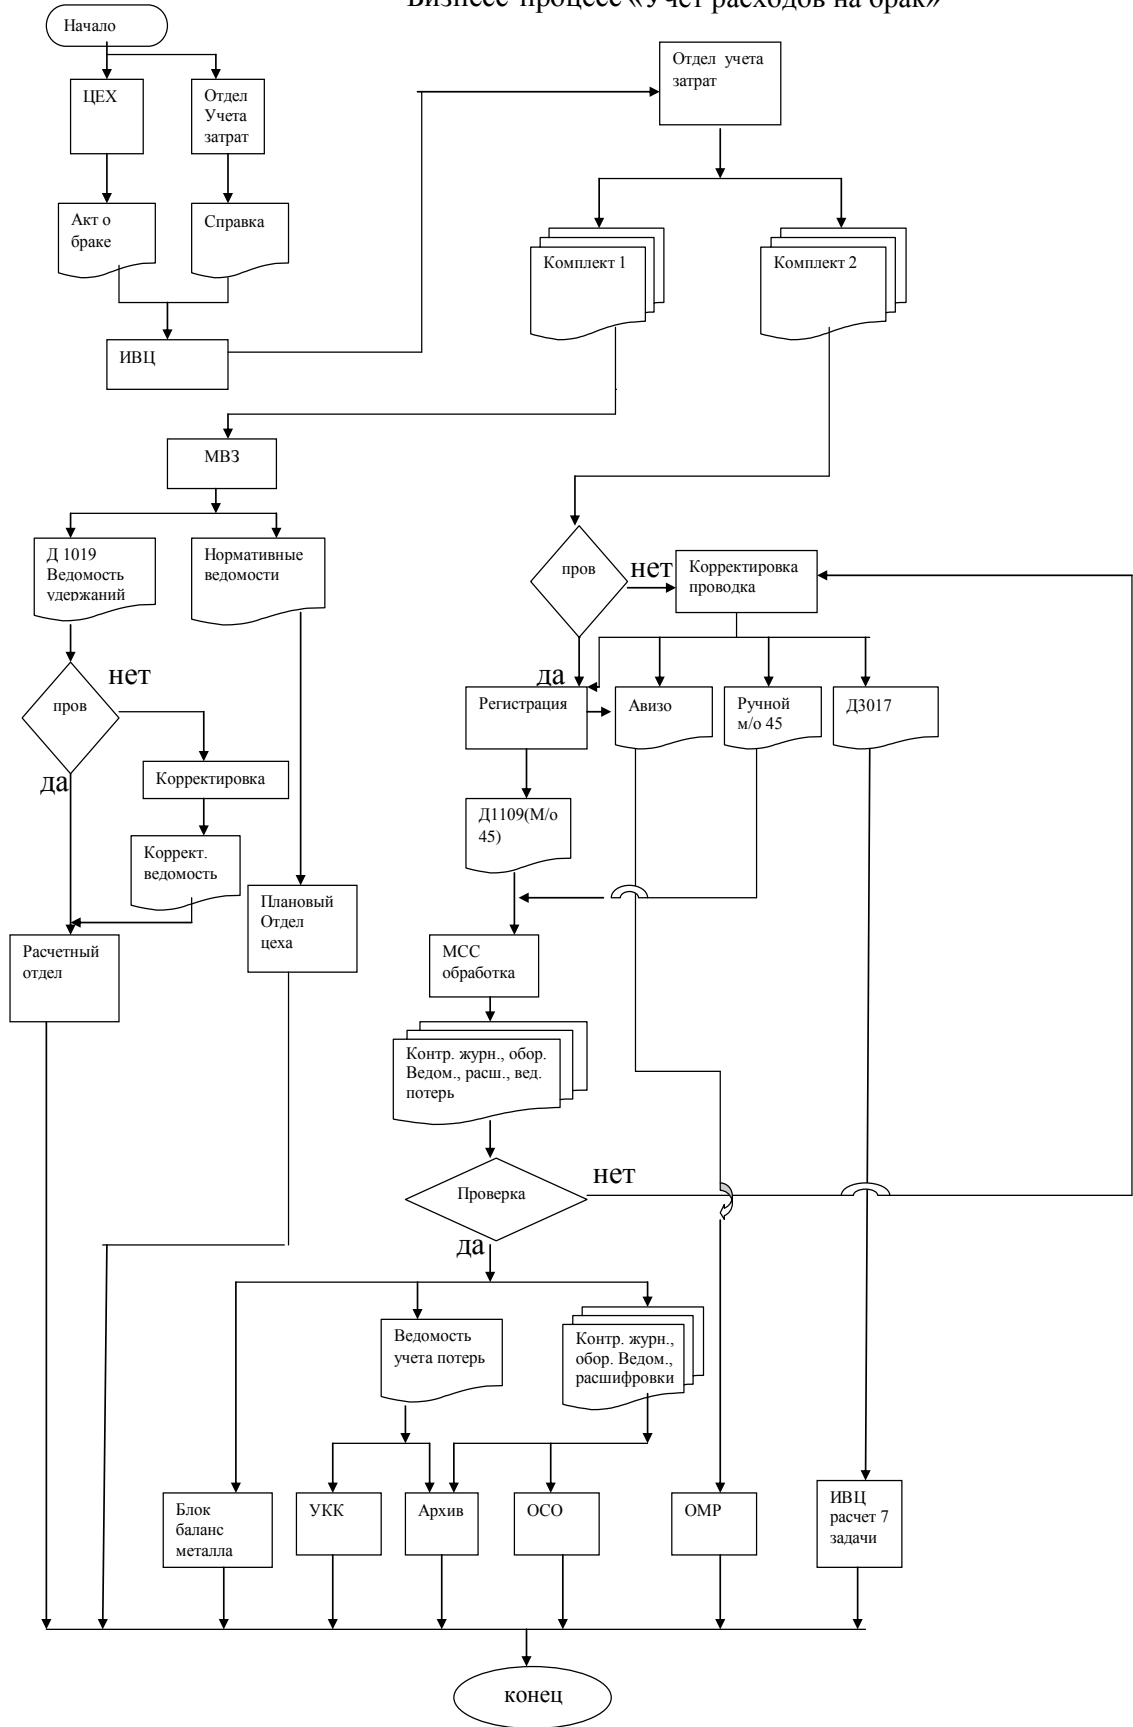 Бизнесс-процесс «Учет расходов на брак»
Начало
Отдел учета
затрат
ЦЕХ
Отдел
Учета
затрат
Акт о
браке
Справка
Комплект 1
Комплект 2
ИВЦ
МВЗ
Д 1019
Ведомость
удержаний
Нормативные
ведомости
пров
нет
Корректировка
проводка
пров
нет
да
Регистрация
Авизо
Ручной
м/о 45
Д3017
да
Корректировка
Д1109(М/о
45)
Коррект.
ведомость
Плановый
Отдел
цеха
Расчетный
отдел
МСС
обработка
Контр. журн., обор.
Ведом., расш., вед.
потерь
Проверка
нет
да
Ведомость
учета потерь
Контр. журн.,
обор. Ведом.,
расшифровки
Блок
баланс
металла
УКК
Архив
ОСО
ОМР
ИВЦ
расчет 7
задачи
конец